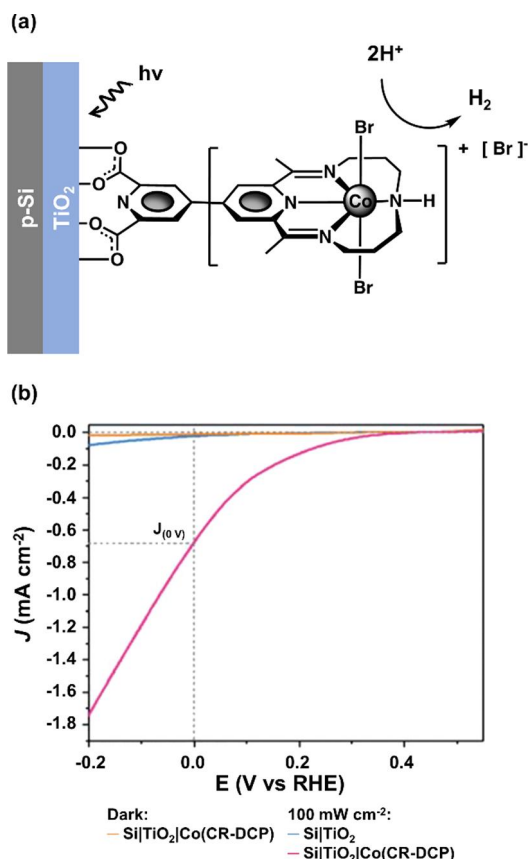 (a)
2H⁺
hν
H₂
Br
+ [ Br ]⁻
p-Si
TiO₂
O
O
N
N
N
N
Co
N
H
O
O
Br
(b)
0.0
-0.2
-0.4
-0.6
-0.8
-1.0
-1.2
-1.4
-1.6
-1.8
J (mA cm⁻²)
J(0 V)
-0.2 0.0 0.2 0.4
E (V vs RHE)
Dark: 100 mW cm⁻²:
Si|TiO₂|Co(CR-DCP) Si|TiO₂
Si|TiO₂|Co(CR-DCP)